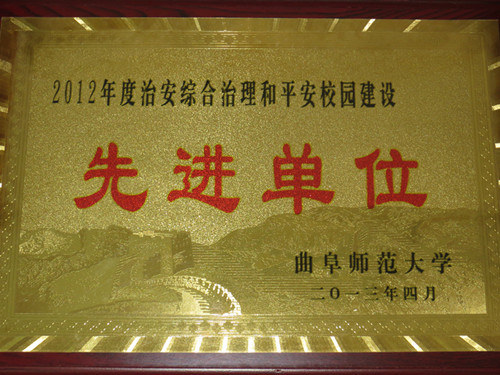 2012年度治安综合治理和平安校园建设
先进单位
曲阜师范大学
二〇一三年四月